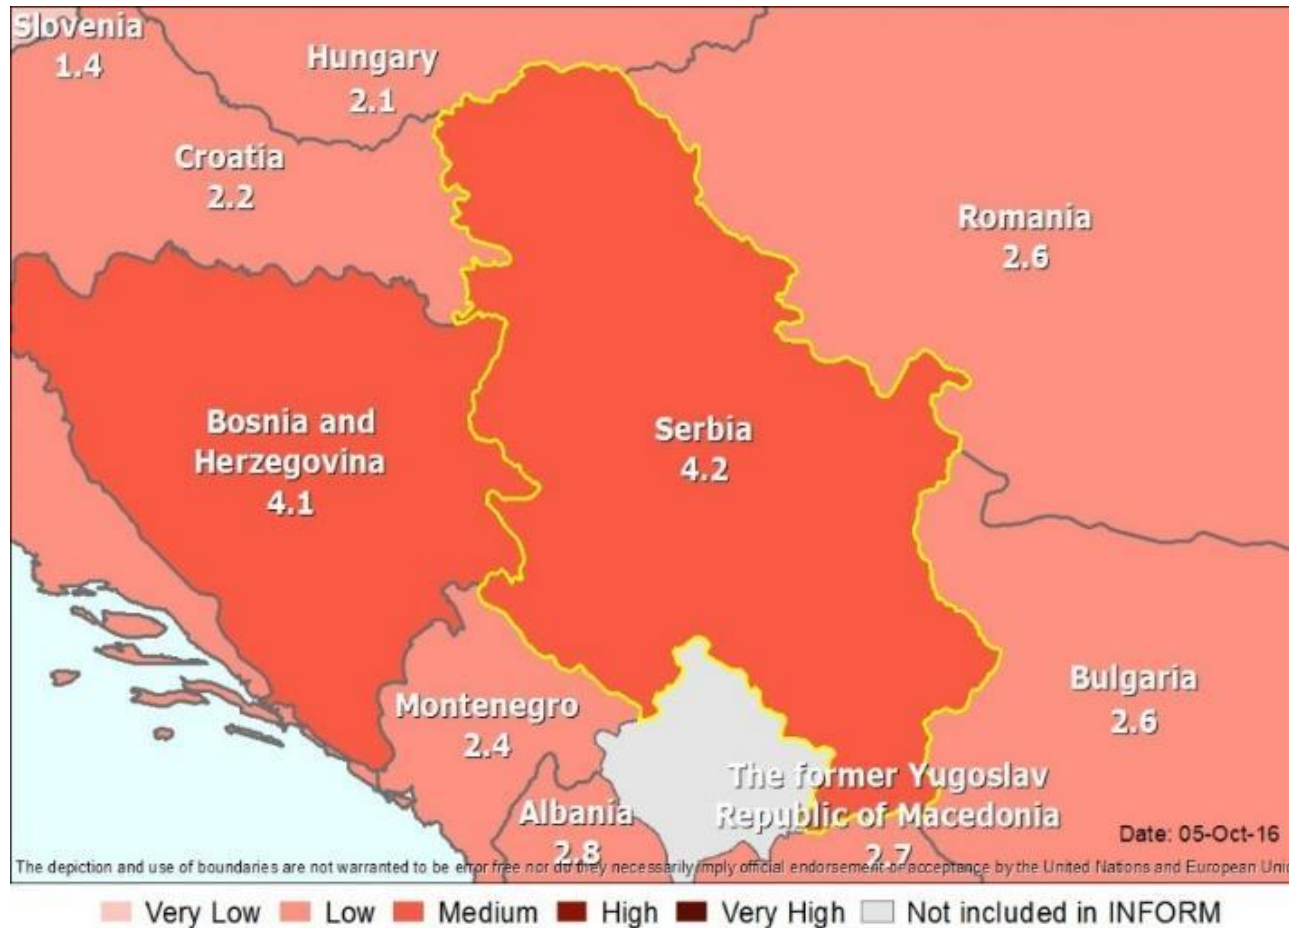 Slovenia
1.4
Hungary
2.1
Croatia
2.2
Romania
2.6
Bosnia and
Herzegovina
4.1
Serbia
4.2
Montenegro
2.4
Bulgaria
2.6
Albania
2.8
The former Yugoslav
Republic of Macedonia
2.7
Date: 05-Oct-16
The depiction and use of boundaries are not warranted to be error free nor do they necessarily imply official endorsement or acceptance by the United Nations and European Unio
Very Low Low Medium High Very High Not included in INFORM